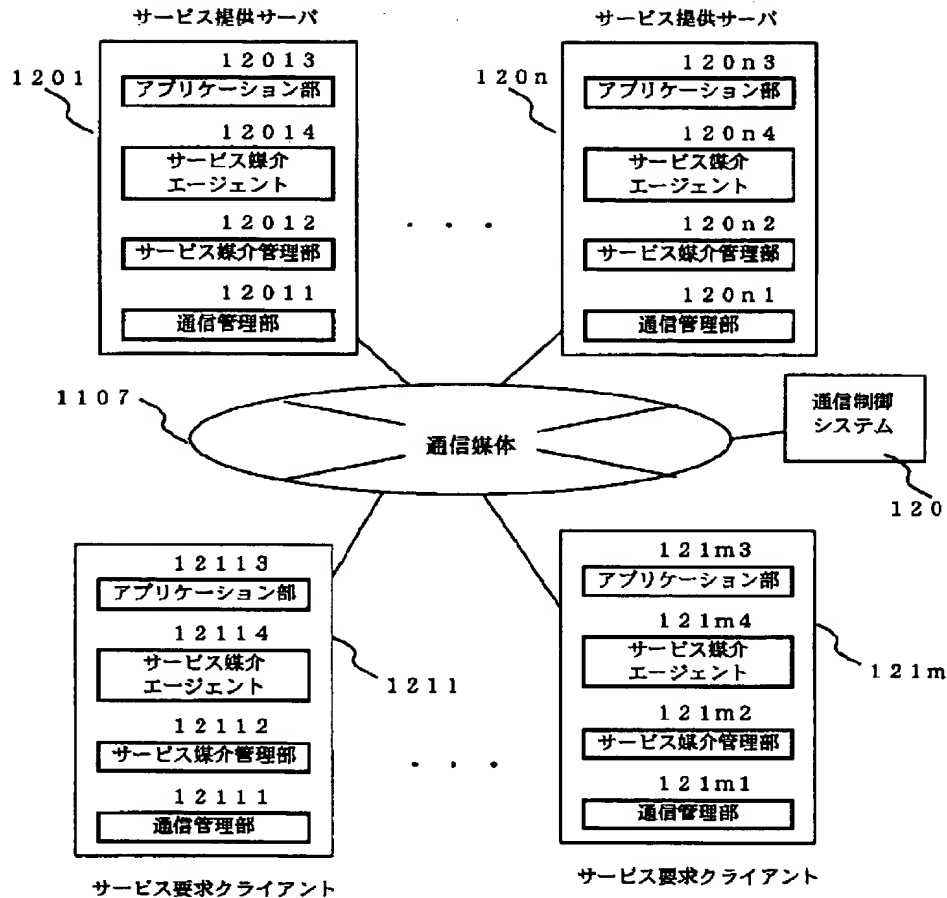 サービス提供サーバ
サービス提供サーバ
1201
12013
アプリケーション部
12014
サービス媒介
エージェント
12012
サービス媒介管理部
12011
通信管理部
・・・
120n
120n3
アプリケーション部
120n4
サービス媒介
エージェント
120n2
サービス媒介管理部
120n1
通信管理部
1107
通信媒体
通信制御
システム
120
12113
アプリケーション部
12114
サービス媒介
エージェント
1211
12112
サービス媒介管理部
12111
通信管理部
・・・
121m3
アプリケーション部
121m4
サービス媒介
エージェント
121m
121m2
サービス媒介管理部
121m1
通信管理部
サービス要求クライアント
サービス要求クライアント